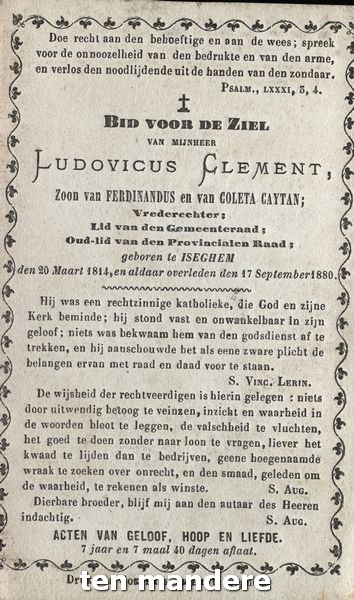 Doe recht aan den behoeftige en aan de wees; spreek
voor de onnoozelheid van den bedrukte en van den arme,
en verlos den noodlijdende uit de handen van den zondaar.
Psalm., LXXXI, 3, 4.
Bid voor de Ziel
VAN MIJNHEER
Ludovicus Clement,
Zoon van FERDINANDUS en van COLETA CAYTAN;
Vrederechter;
Lid van den Gemeenteraad;
Oud-lid van den Provincialen Raad;
geboren te ISEGHEM
den 20 Maart 1814, en aldaar overleden den 17 September 1880.
Hij was een rechtzinnige katholieke, die God en zijne
Kerk beminde; hij stond vast en onwankelbaar in zijn
geloof; niets was bekwaam hem van den godsdienst af te
trekken, en hij aanschouwde het als eene zware plicht de
belangen ervan met raad en daad voor te staan.
S. Vinc. Lerin.
De wijsheid der rechtveerdigen is hierin gelegen : niets
door uitwendig betoog te veinzen, inzicht en waarheid in
de woorden bloot te leggen, de valschheid te vluchten,
het goed te doen zonder naar loon te vragen, liever het
kwaad te lijden dan te bedrijven, geene hoegenaamde
wraak te zoeken over onrecht, en den smaad, geleden om
de waarheid, te rekenen als winste. S. Aug.
Dierbare broeder, blijf mij aan den autaar des Heeren
indachtig. S. Aug.
ACTEN VAN GELOOF, HOOP EN LIEFDE.
7 jaar en 7 maal 40 dagen aflaat.
ten mandere